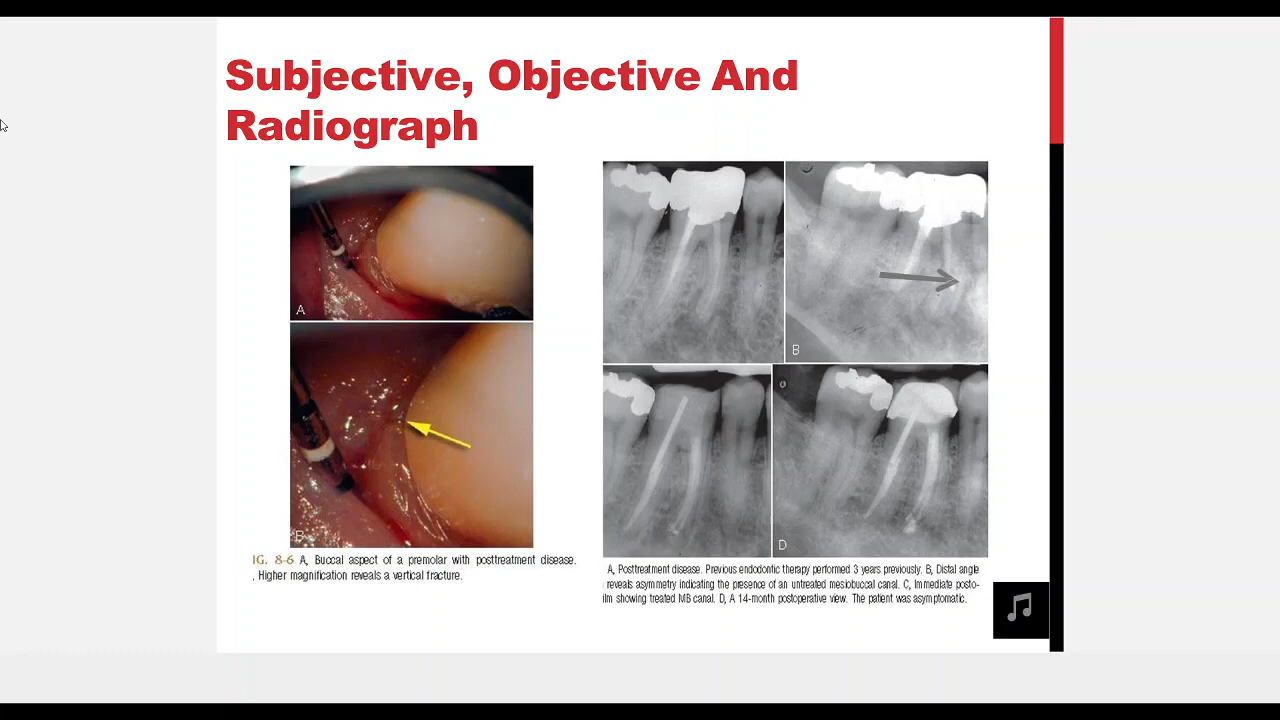 Subjective, Objective And
Radiograph
A
B
IG. 8-6 A, Buccal aspect of a premolar with posttreatment disease.
, Higher magnification reveals a vertical fracture.
B
D
A, Posttreatment disease. Previous endodontic therapy performed 3 years previously. B, Distal angle
reveals asymmetry indicating the presence of an untreated mesiobuccal canal. C, Immediate posto-
ilm showing treated MB canal. D, A 14-month postoperative view. The patient was asymptomatic.